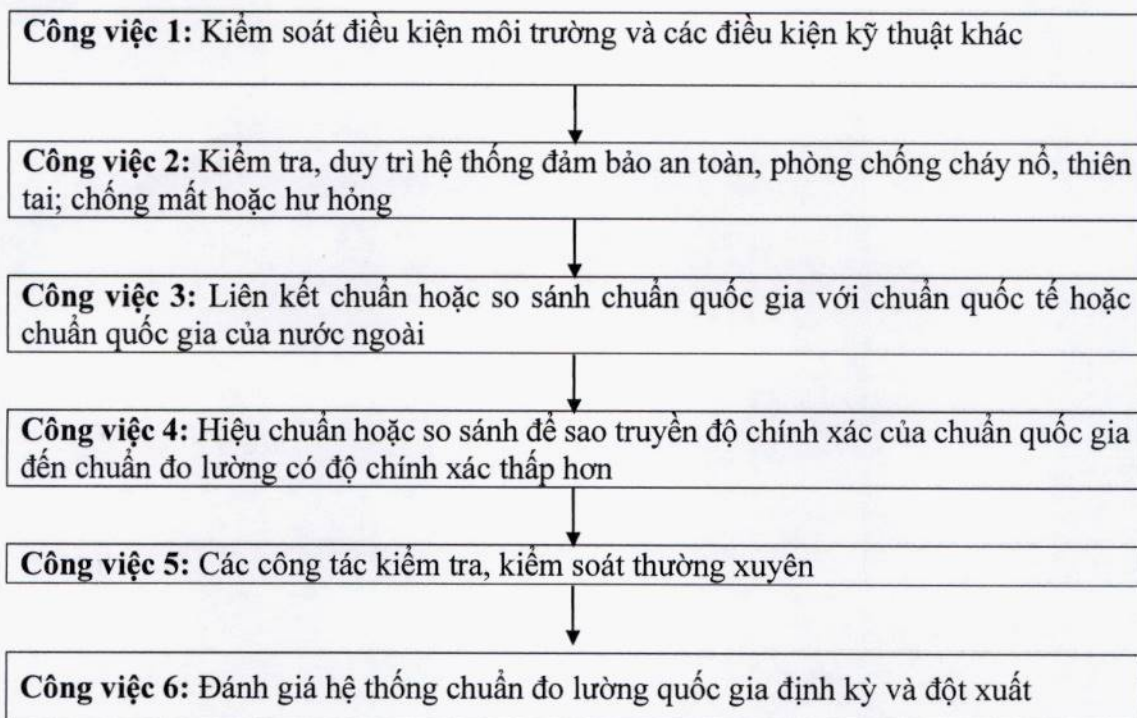 Công việc 1: Kiểm soát điều kiện môi trường và các điều kiện kỹ thuật khác
Công việc 2: Kiểm tra, duy trì hệ thống đảm bảo an toàn, phòng chống cháy nổ, thiên
tai; chống mất hoặc hư hỏng
Công việc 3: Liên kết chuẩn hoặc so sánh chuẩn quốc gia với chuẩn quốc tế hoặc
chuẩn quốc gia của nước ngoài
Công việc 4: Hiệu chuẩn hoặc so sánh để sao truyền độ chính xác của chuẩn quốc gia
đến chuẩn đo lường có độ chính xác thấp hơn
Công việc 5: Các công tác kiểm tra, kiểm soát thường xuyên
Công việc 6: Đánh giá hệ thống chuẩn đo lường quốc gia định kỳ và đột xuất